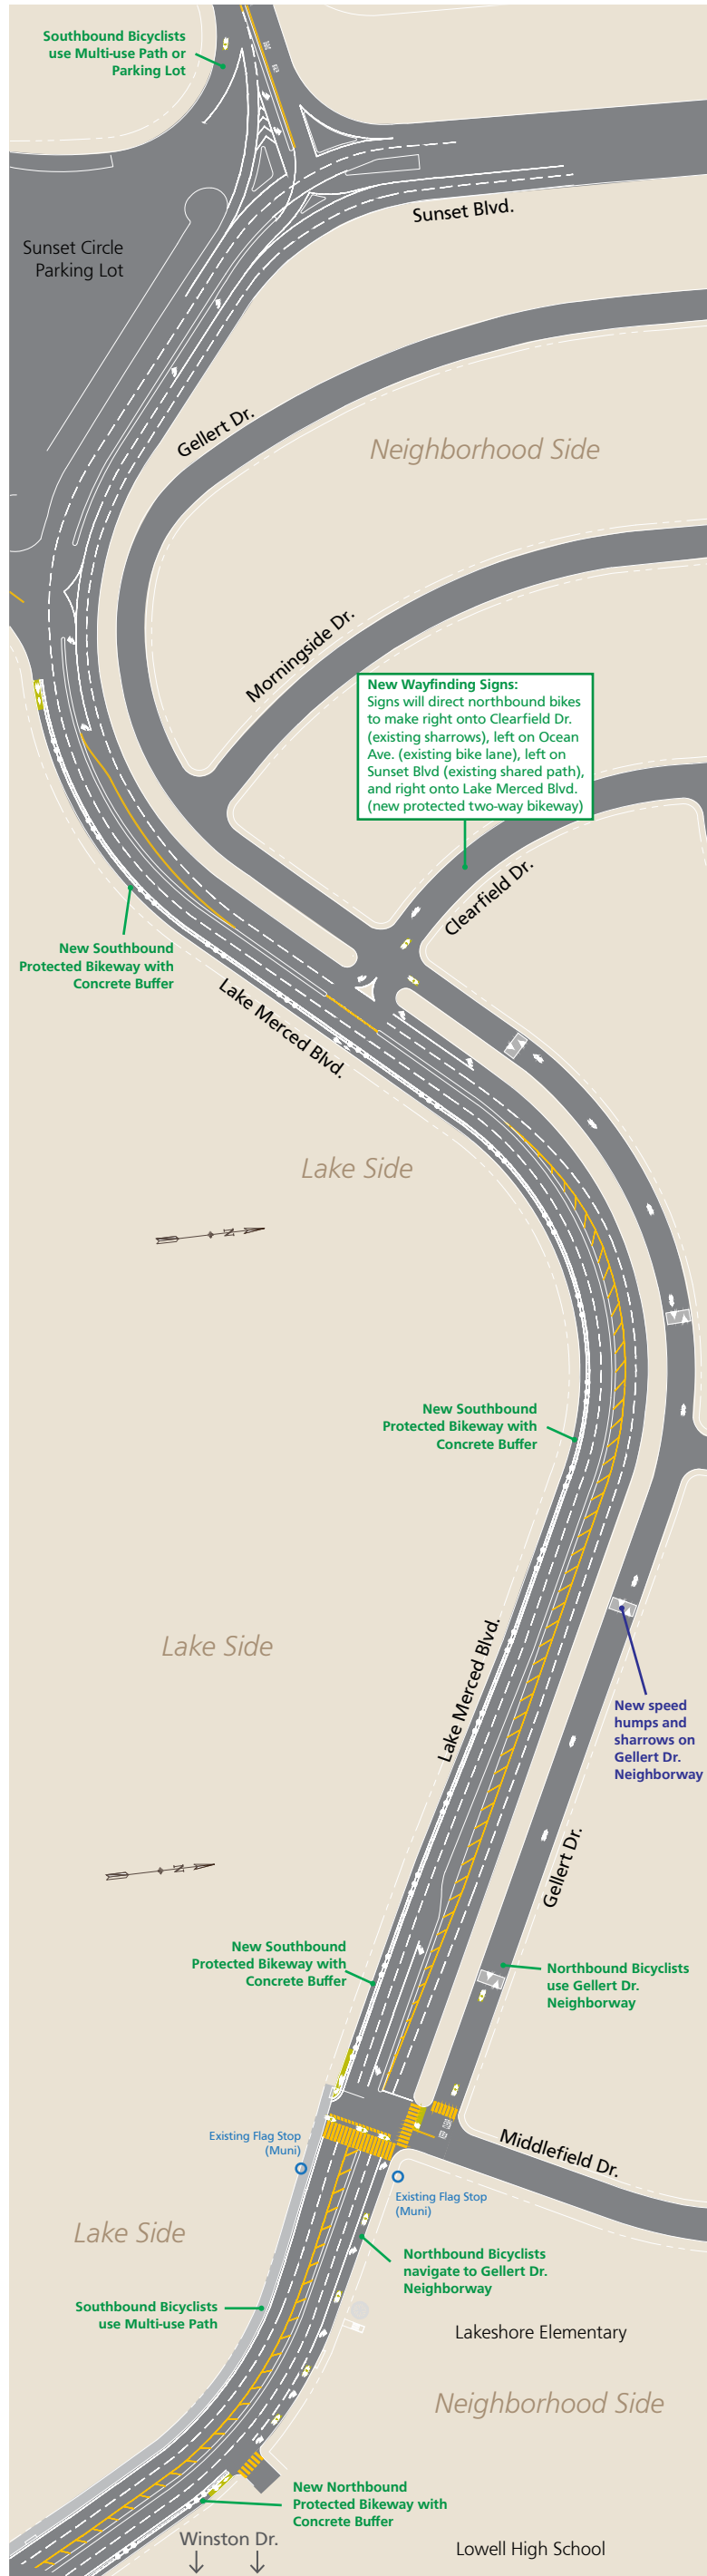 Southbound Bicyclists
use Multi-use Path or
Parking Lot
Sunset Blvd.
Sunset Circle
Parking Lot
Gellert Dr.
Neighborhood Side
Morningside Dr.
New Wayfinding Signs:
Signs will direct northbound bikes
to make right onto Clearfield Dr.
(existing sharrows), left on Ocean
Ave. (existing bike lane), left on
Sunset Blvd (existing shared path),
and right onto Lake Merced Blvd.
(new protected two-way bikeway)
Clearfield Dr.
New Southbound
Protected Bikeway with
Concrete Buffer
Lake Merced Blvd.
Lake Side
N
New Southbound
Protected Bikeway with
Concrete Buffer
Lake Side
Lake Merced Blvd.
New speed
humps and
sharrows on
Gellert Dr.
Neighborway
Gellert Dr.
N
New Southbound
Protected Bikeway with
Concrete Buffer
Northbound Bicyclists
use Gellert Dr.
Neighborway
Existing Flag Stop
(Muni)
Middlefield Dr.
Existing Flag Stop
(Muni)
Lake Side
Northbound Bicyclists
navigate to Gellert Dr.
Neighborway
Southbound Bicyclists
use Multi-use Path
Lakeshore Elementary
Neighborhood Side
New Northbound
Protected Bikeway with
Concrete Buffer
Winston Dr.
Lowell High School